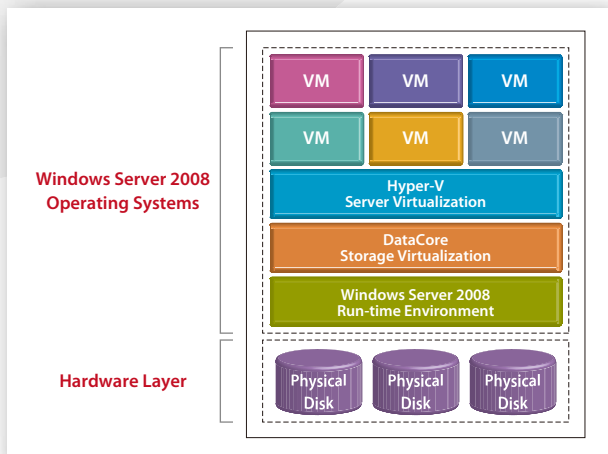 VM VM VM
VM VM VM
Windows Server 2008
Operating Systems
Hyper-V
Server Virtualization
DataCore
Storage Virtualization
Windows Server 2008
Run-time Environment
Hardware Layer
Physical Disk
Physical Disk
Physical Disk